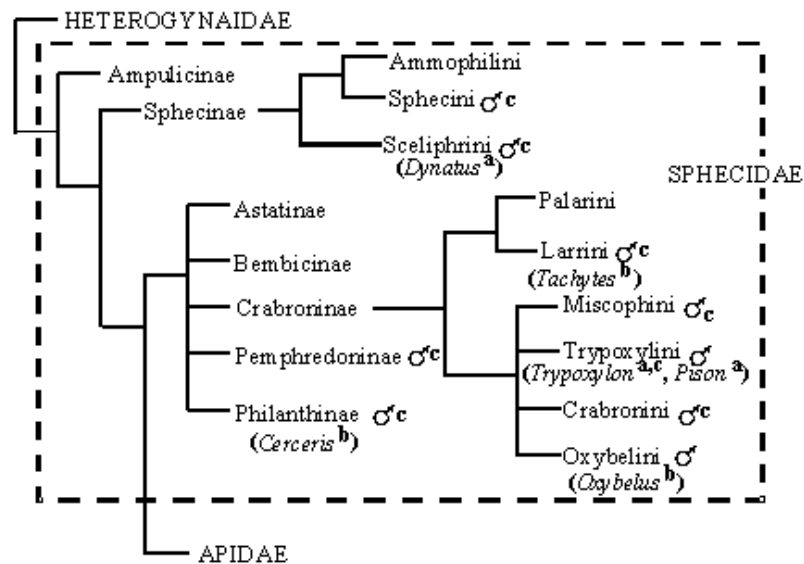 HETEROGYNAIDAE
Ampulicinae
Ammophilini
Sphecinae
Sphecini ♂ c
Sceliphrini ♂ c
(Dynatus a)
SPHECIDAE
Astatinae
Palarini
Bembicinae
Larrini ♂ c
(Tachytes b)
Crabroninae
Miscophini ♂ c
Pemphredoninae ♂ c
Trypoxylini ♂
(Trypoxylon a,c, Pison a)
Philanthinae ♂ c
(Cerceris b)
Crabronini ♂ c
Oxybelini ♂
(Oxybelus b)
APIDAE